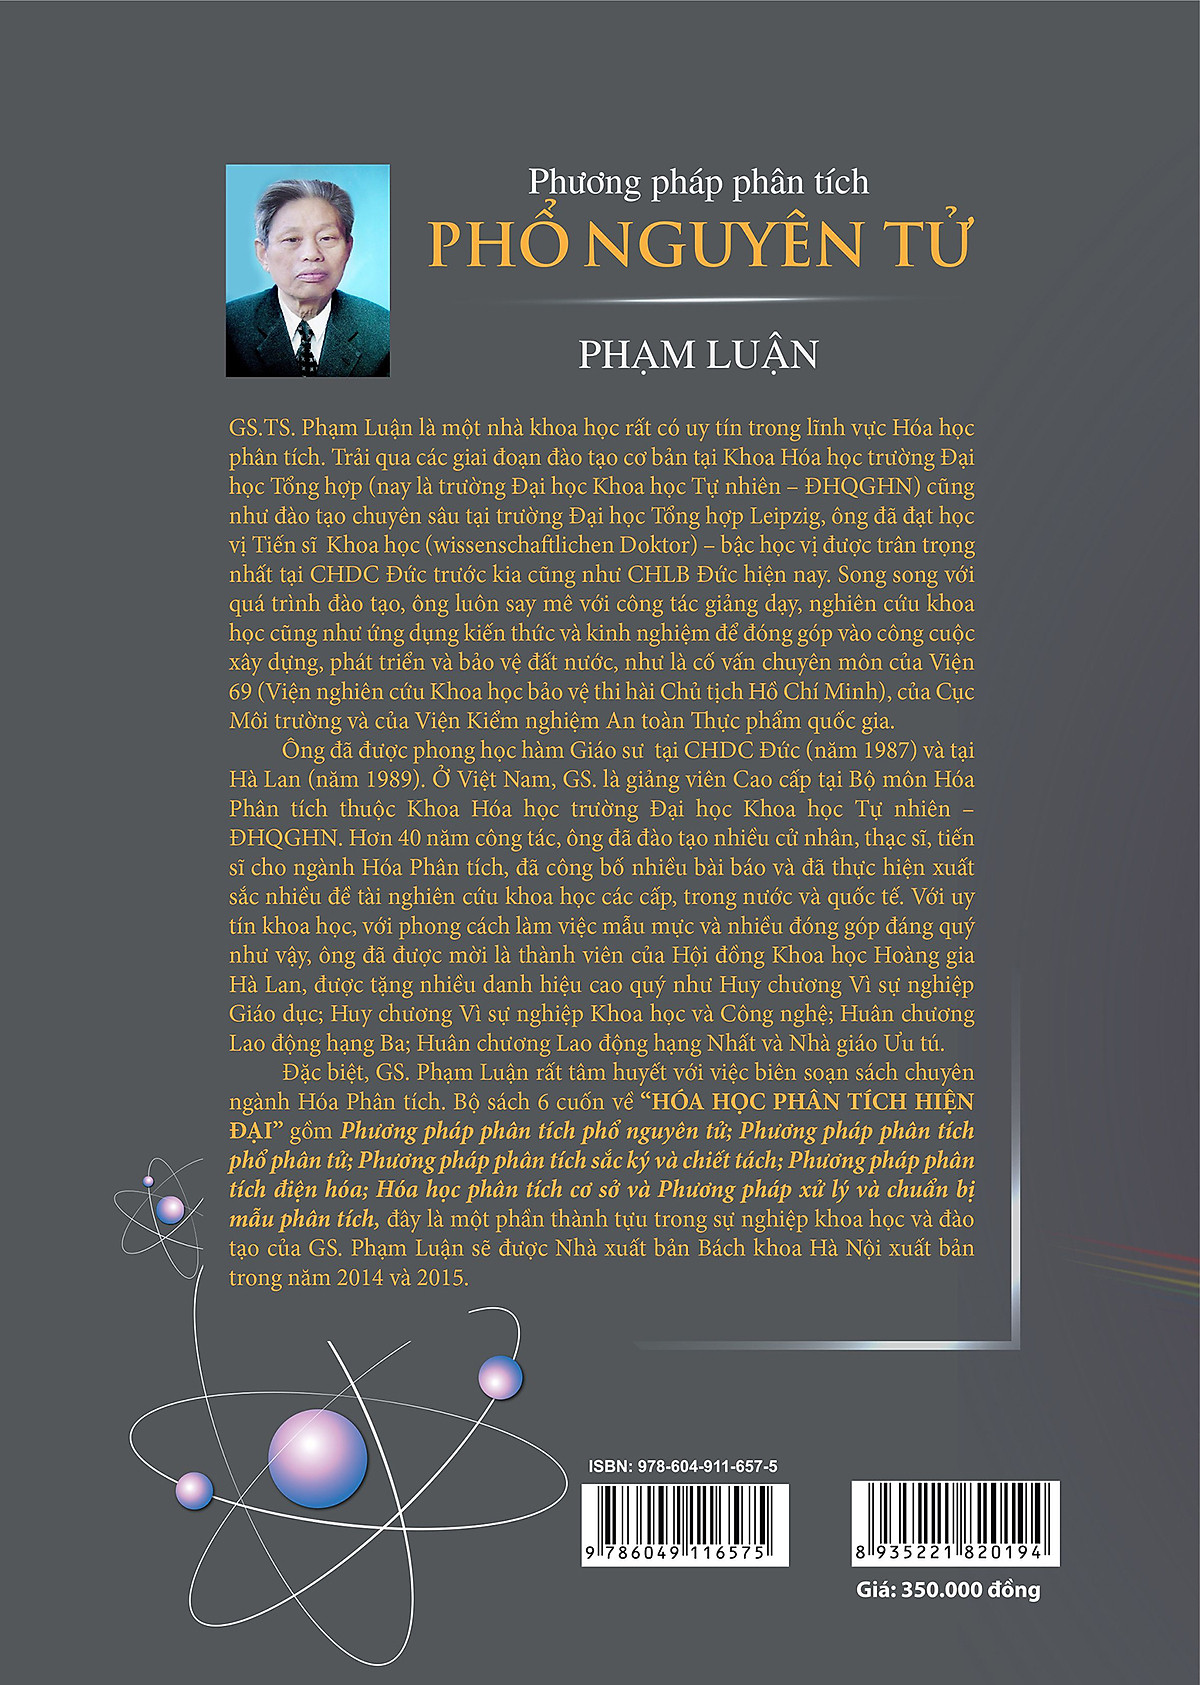 Phương pháp phân tích
PHỔ NGUYÊN TỬ
PHẠM LUẬN
GS.TS. Phạm Luận là một nhà khoa học rất có uy tín trong lĩnh vực Hóa học
phân tích. Trải qua các giai đoạn đào tạo cơ bản tại Khoa Hóa học trường Đại
học Tổng hợp (nay là trường Đại học Khoa học Tự nhiên – ĐHQGHN) cũng
như đào tạo chuyên sâu tại trường Đại học Tổng hợp Leipzig, ông đã đạt học
vị Tiến sĩ Khoa học (wissenschaftlichen Doktor) – bậc học vị được trân trọng
nhất tại CHDC Đức trước kia cũng như CHLB Đức hiện nay. Song song với
quá trình đào tạo, ông luôn say mê với công tác giảng dạy, nghiên cứu khoa
học cũng như ứng dụng kiến thức và kinh nghiệm để đóng góp vào công cuộc
xây dựng, phát triển và bảo vệ đất nước, như là cố vấn chuyên môn của Viện
69 (Viện nghiên cứu Khoa học bảo vệ thi hài Chủ tịch Hồ Chí Minh), của Cục
Môi trường và của Viện Kiểm nghiệm An toàn Thực phẩm quốc gia.
Ông đã được phong học hàm Giáo sư tại CHDC Đức (năm 1987) và tại
Hà Lan (năm 1989). Ở Việt Nam, GS. là giảng viên Cao cấp tại Bộ môn Hóa
Phân tích thuộc Khoa Hóa học trường Đại học Khoa học Tự nhiên –
ĐHQGHN. Hơn 40 năm công tác, ông đã đào tạo nhiều cử nhân, thạc sĩ, tiến
sĩ cho ngành Hóa Phân tích, đã công bố nhiều bài báo và đã thực hiện xuất
sắc nhiều đề tài nghiên cứu khoa học các cấp, trong nước và quốc tế. Với uy
tín khoa học, với phong cách làm việc mẫu mực và nhiều đóng góp đáng quý
như vậy, ông đã được mời là thành viên của Hội đồng Khoa học Hoàng gia
Hà Lan, được tặng nhiều danh hiệu cao quý như Huy chương Vì sự nghiệp
Giáo dục; Huy chương Vì sự nghiệp Khoa học và Công nghệ; Huân chương
Lao động hạng Ba; Huân chương Lao động hạng Nhất và Nhà giáo Ưu tú.
Đặc biệt, GS. Phạm Luận rất tâm huyết với việc biên soạn sách chuyên
ngành Hóa Phân tích. Bộ sách 6 cuốn về “HÓA HỌC PHÂN TÍCH HIỆN
ĐẠI” gồm Phương pháp phân tích phổ nguyên tử; Phương pháp phân tích
phổ phân tử; Phương pháp phân tích sắc ký và chiết tách; Phương pháp phân
tích điện hóa; Hóa học phân tích cơ sở và Phương pháp xử lý và chuẩn bị
mẫu phân tích, đây là một phần thành tựu trong sự nghiệp khoa học và đào
tạo của GS. Phạm Luận sẽ được Nhà xuất bản Bách khoa Hà Nội xuất bản
trong năm 2014 và 2015.
ISBN: 978-604-911-657-5
9 786049 116575
8 935221 820194
Giá: 350.000 đồng